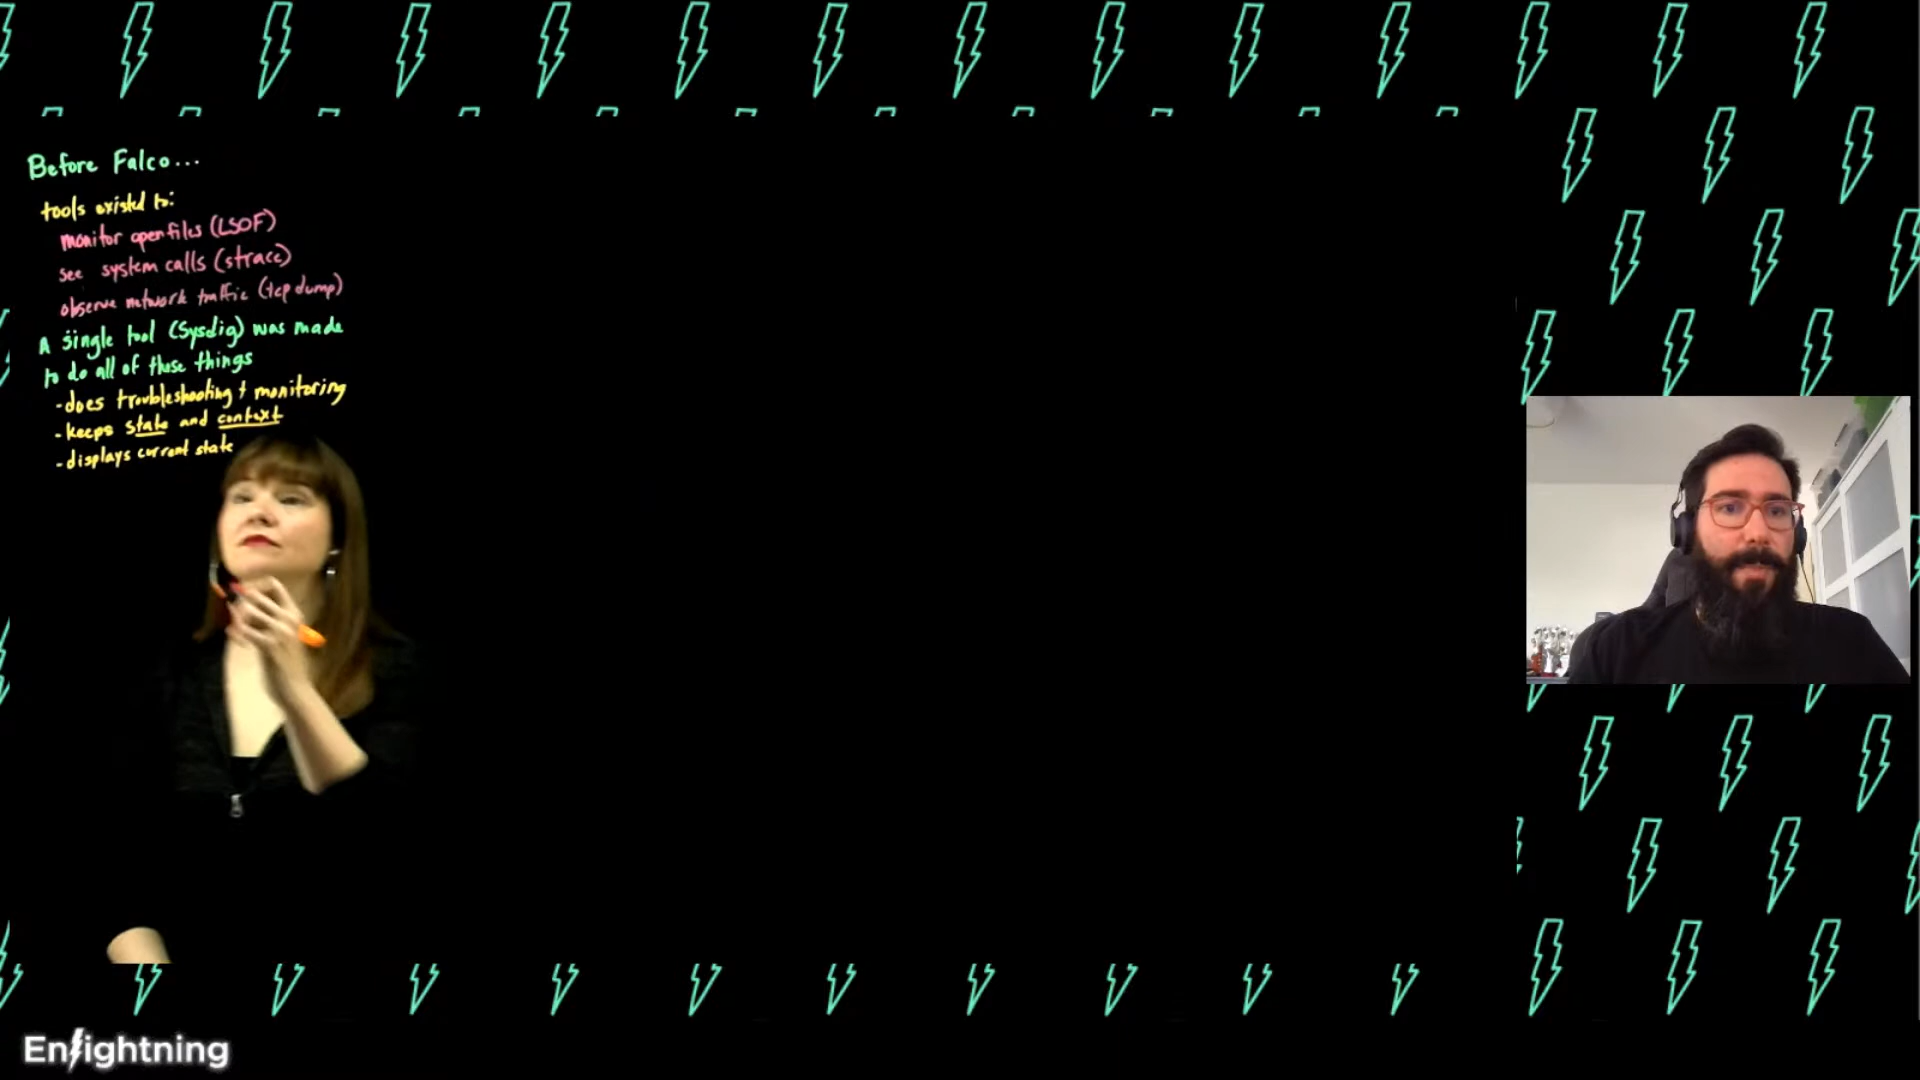 Before Falco...
tools existed to:
monitor open files (LSOF)
see system calls (strace)
observe network traffic (tcp dump)
A single tool (Sysdig) was made
to do all of these things
-does troubleshooting + monitoring
-keeps state and context
-displays current state
Enlightning